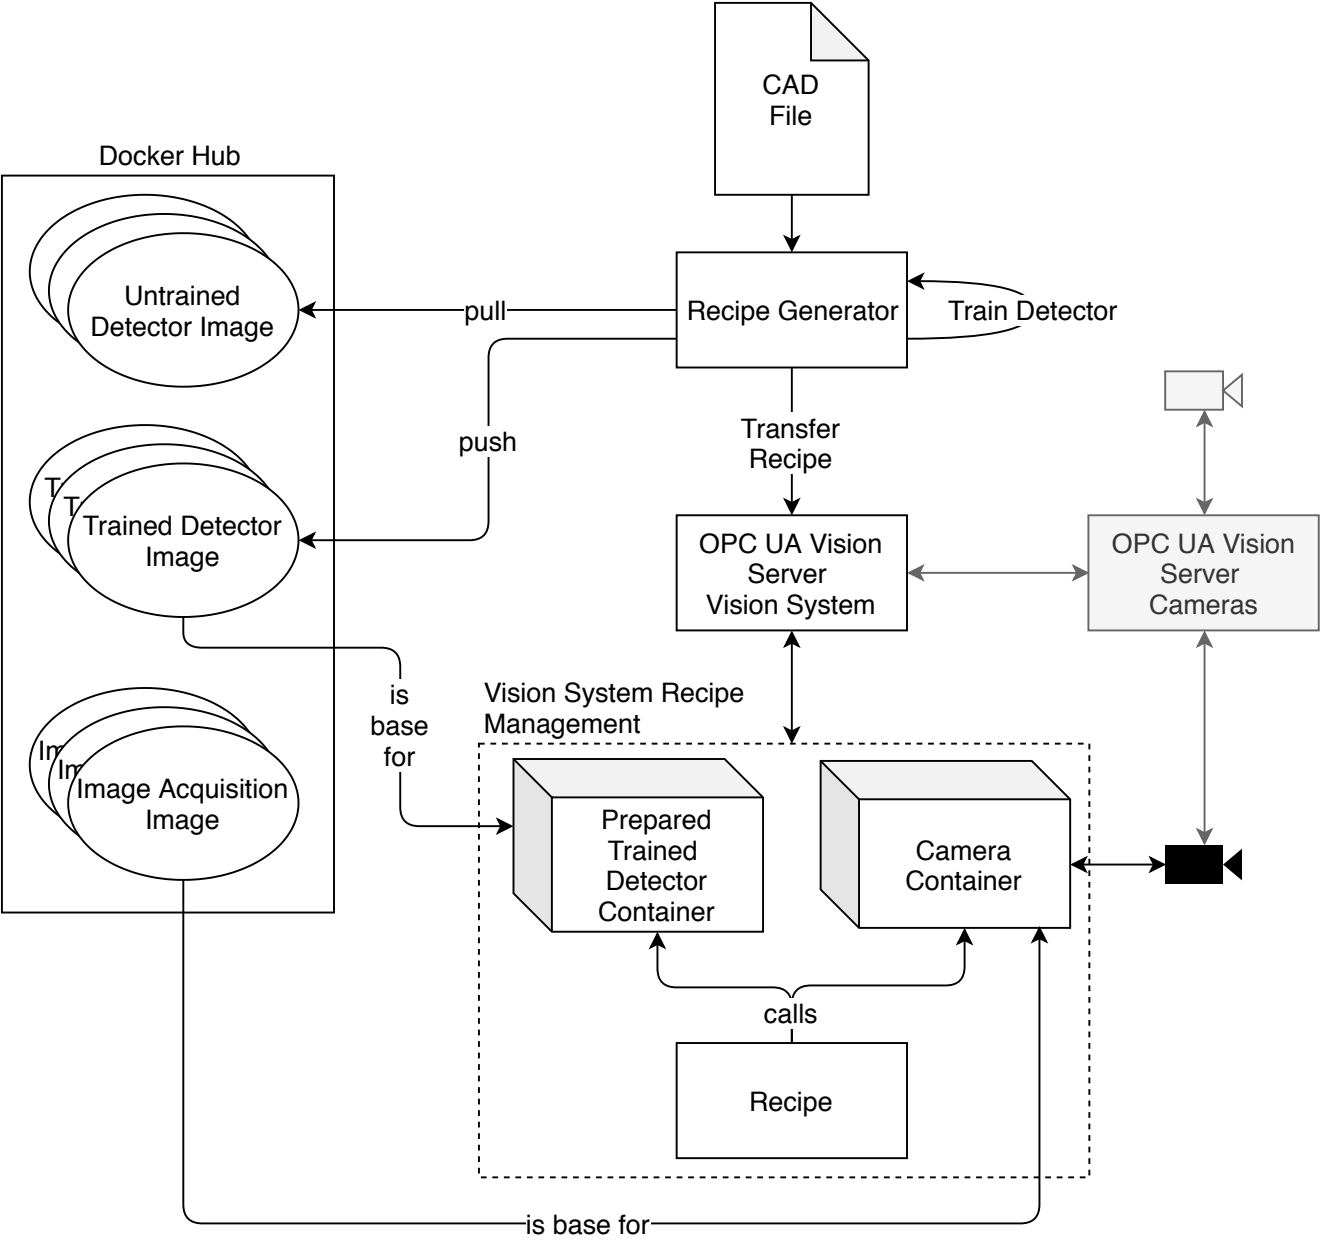 CAD
File
Docker Hub
Untrained
Detector Image
pull
Recipe Generator
Train Detector
push
Transfer
Recipe
T
T
Trained Detector
Image
OPC UA Vision
Server
Vision System
OPC UA Vision
Server
Cameras
is
base
for
Vision System Recipe
Management
Im
Im
Image Acquisition
Image
Prepared
Trained
Detector
Container
Camera
Container
calls
Recipe
is base for